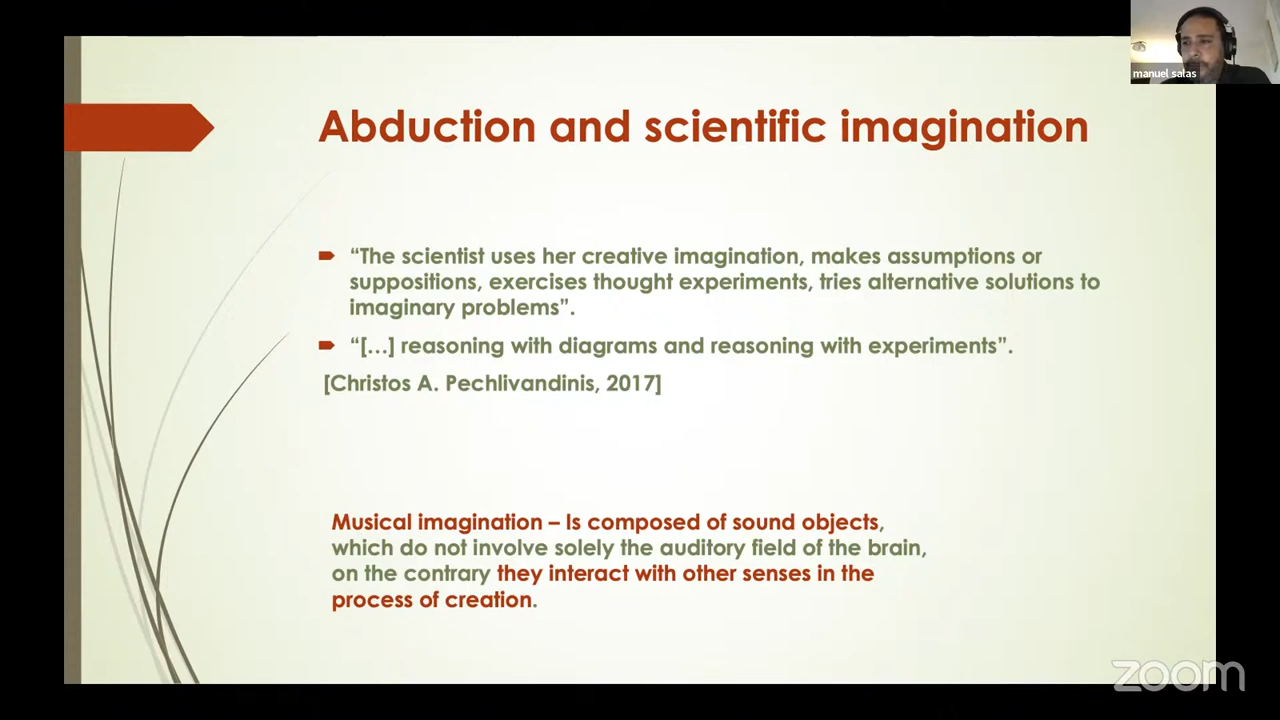 manuel salas
Abduction and scientific imagination
“The scientist uses her creative imagination, makes assumptions or
suppositions, exercises thought experiments, tries alternative solutions to
imaginary problems”.
“[…] reasoning with diagrams and reasoning with experiments”.
[Christos A. Pechlivandinis, 2017]
Musical imagination – Is composed of sound objects,
which do not involve solely the auditory field of the brain,
on the contrary they interact with other senses in the
process of creation.
zoom